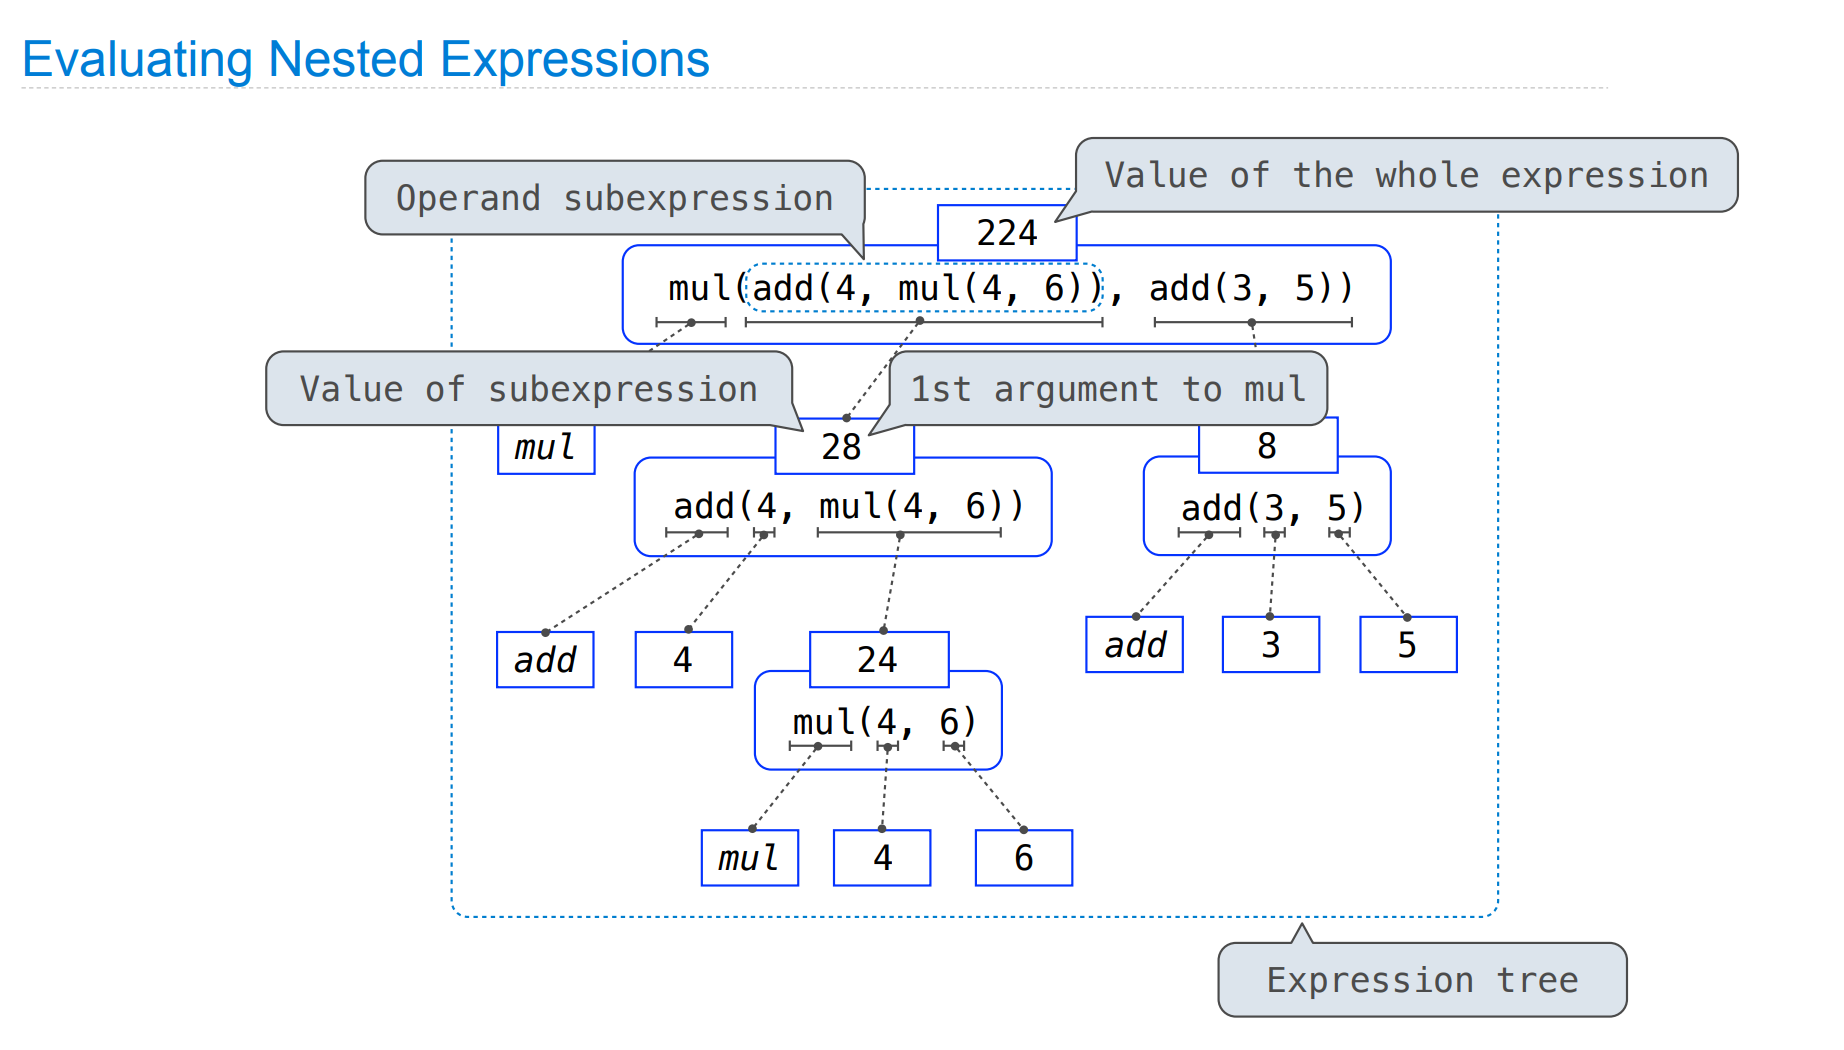 Evaluating Nested Expressions
Operand subexpression
Value of the whole expression
224
mul(add(4, mul(4, 6)), add(3, 5))
Value of subexpression
1st argument to mul
mul
28
8
add(4, mul(4, 6))
add(3, 5)
add
4
24
add
3
5
mul(4, 6)
mul
4
6
Expression tree